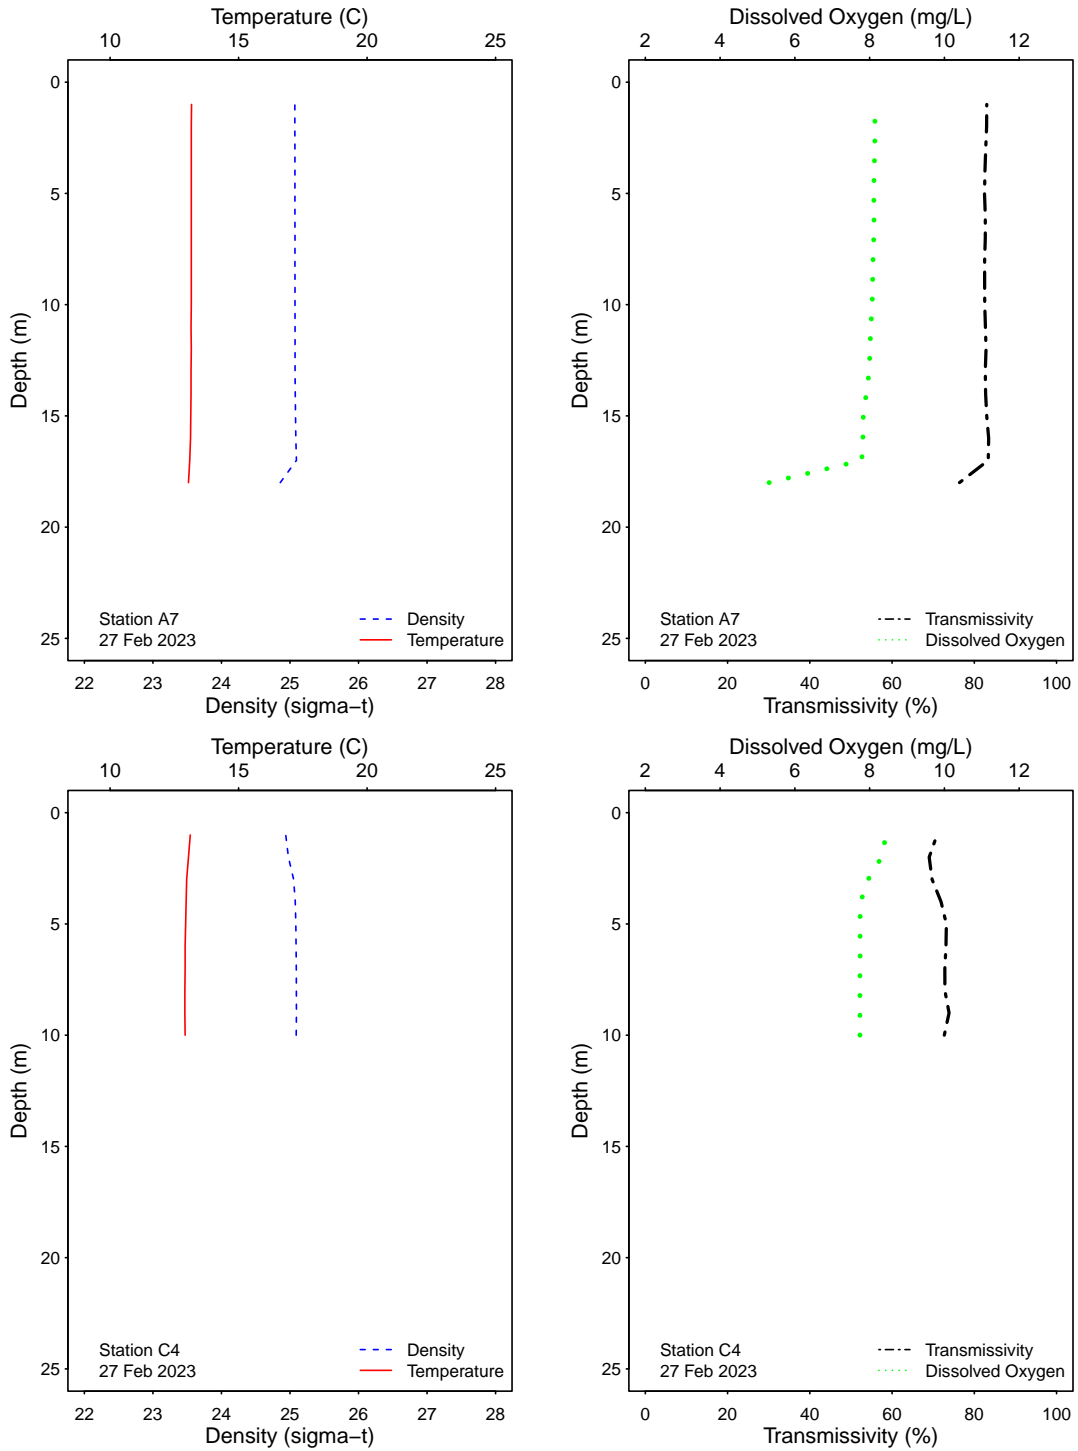 Temperature (C)
10 15 20 25
0
5
10
15
20
25
Depth (m)
Station A7
27 Feb 2023
Density
Temperature
22 23 24 25 26 27 28
Density (sigma−t)
Dissolved Oxygen (mg/L)
2 4 6 8 10 12
0
5
10
15
20
25
Depth (m)
Station A7
27 Feb 2023
Transmissivity
Dissolved Oxygen
0 20 40 60 80 100
Transmissivity (%)
Temperature (C)
10 15 20 25
0
5
10
15
20
25
Depth (m)
Station C4
27 Feb 2023
Density
Temperature
22 23 24 25 26 27 28
Density (sigma−t)
Dissolved Oxygen (mg/L)
2 4 6 8 10 12
0
5
10
15
20
25
Depth (m)
Station C4
27 Feb 2023
Transmissivity
Dissolved Oxygen
0 20 40 60 80 100
Transmissivity (%)